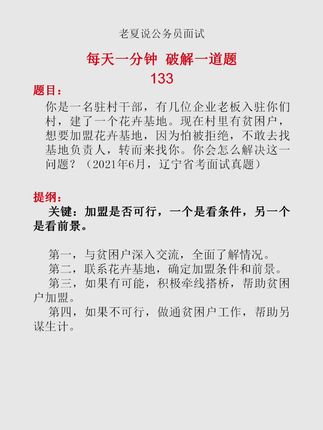 老夏说公务员面试
每天一分钟 破解一道题
133
题目：
你是一名驻村干部，有几位企业老板入驻你们
村，建了一个花卉基地。现在村里有贫困户，
想要加盟花卉基地，因为怕被拒绝，不敢去找
基地负责人，转而来找你。你会怎么解决这一
问题？（2021年6月，辽宁省考面试真题）
提纲：
关键：加盟是否可行，一个是看条件，另一个
是看前景。
第一，与贫困户深入交流，全面了解情况。
第二，联系花卉基地，确定加盟条件和前景。
第三，如果有可能，积极牵线搭桥，帮助贫困
户加盟。
第四，如果不可行，做通贫困户工作，帮助另
谋生计。